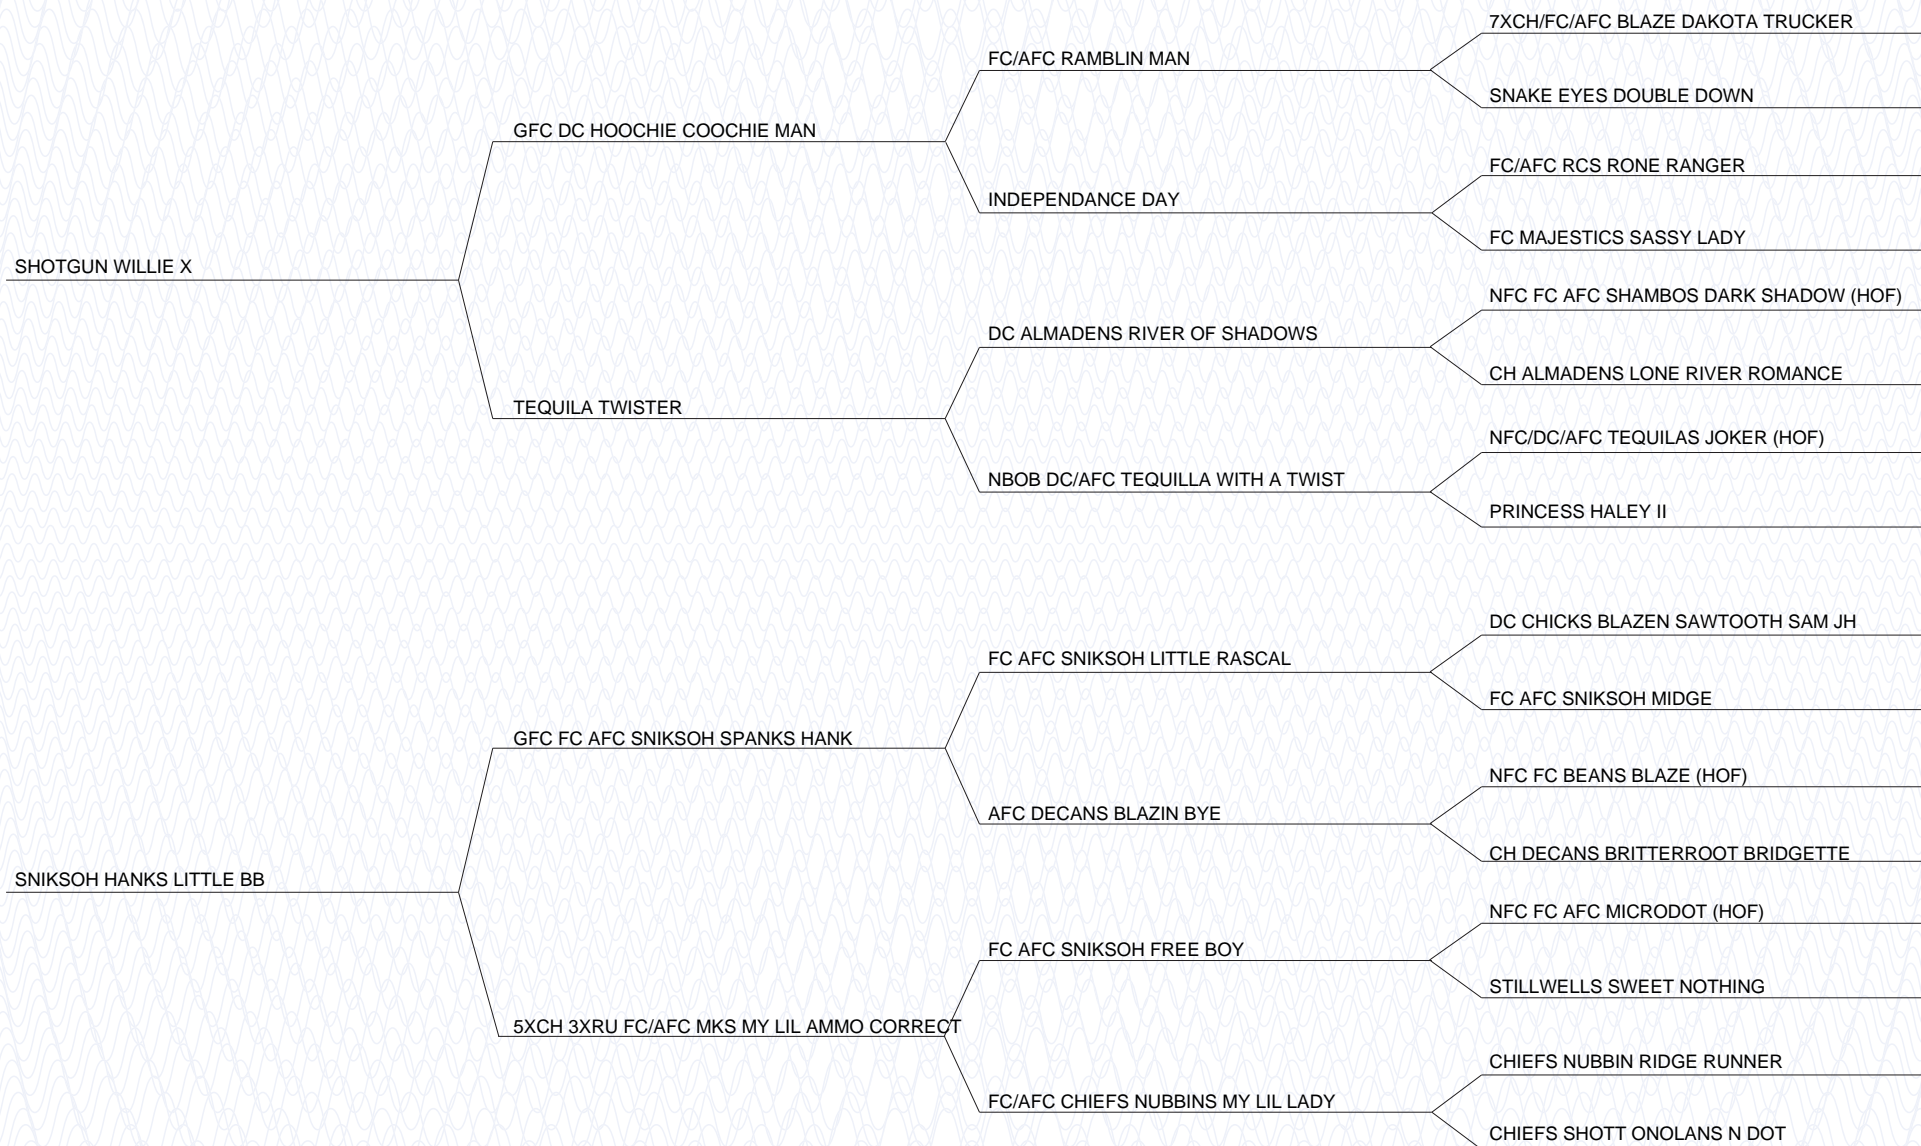 7XCH/FC/AFC BLAZE DAKOTA TRUCKER
FC/AFC RAMBLIN MAN
SNAKE EYES DOUBLE DOWN
GFC DC HOOCHIE COOCHIE MAN
FC/AFC RCS RONE RANGER
INDEPENDANCE DAY
FC MAJESTICS SASSY LADY
SHOTGUN WILLIE X
NFC FC AFC SHAMBOS DARK SHADOW (HOF)
DC ALMADENS RIVER OF SHADOWS
CH ALMADENS LONE RIVER ROMANCE
TEQUILA TWISTER
NFC/DC/AFC TEQUILAS JOKER (HOF)
NBOB DC/AFC TEQUILLA WITH A TWIST
PRINCESS HALEY II
DC CHICKS BLAZEN SAWTOOTH SAM JH
FC AFC SNIKSOH LITTLE RASCAL
FC AFC SNIKSOH MIDGE
GFC FC AFC SNIKSOH SPANKS HANK
NFC FC BEANS BLAZE (HOF)
AFC DECANS BLAZIN BYE
CH DECANS BRITTERROOT BRIDGETTE
SNIKSOH HANKS LITTLE BB
NFC FC AFC MICRODOT (HOF)
FC AFC SNIKSOH FREE BOY
STILLWELLS SWEET NOTHING
5XCH 3XRU FC/AFC MKS MY LIL AMMO CORRECT
CHIEFS NUBBIN RIDGE RUNNER
FC/AFC CHIEFS NUBBINS MY LIL LADY
CHIEFS SHOTT ONOLANS N DOT